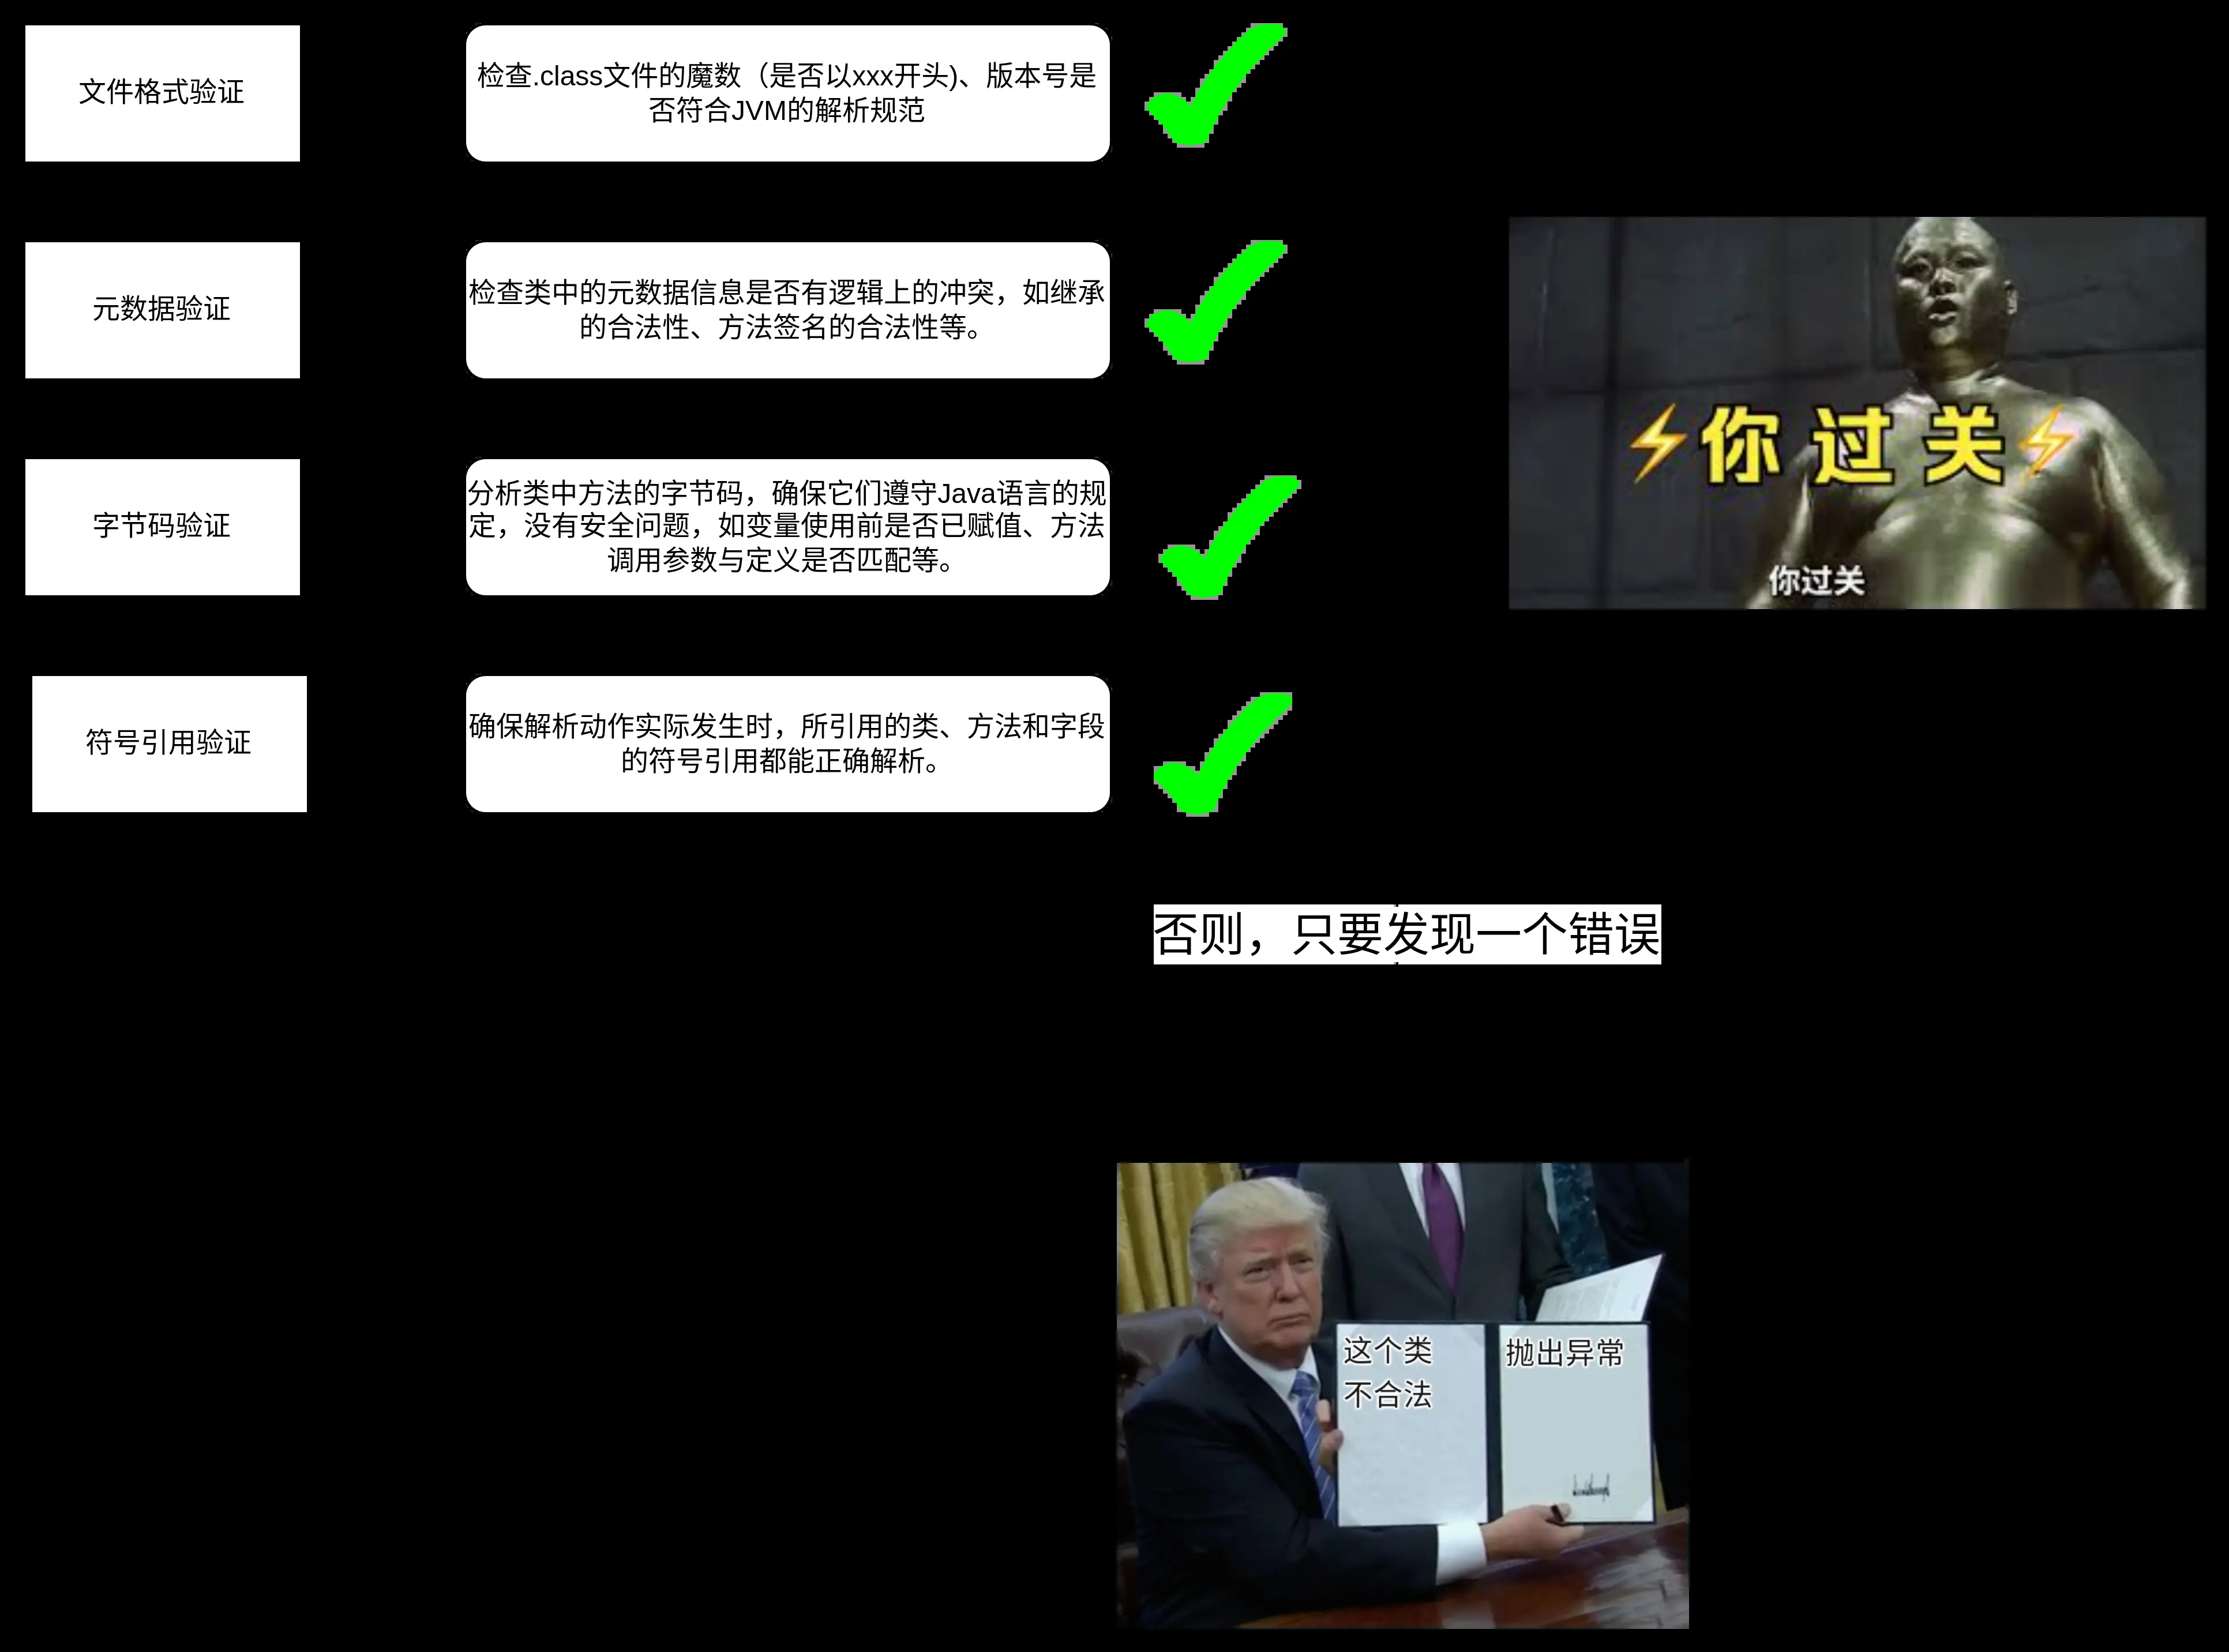 文件格式验证
检查.class文件的魔数（是否以xxx开头)、版本号是
否符合JVM的解析规范
元数据验证
检查类中的元数据信息是否有逻辑上的冲突，如继承
的合法性、方法签名的合法性等。
字节码验证
分析类中方法的字节码，确保它们遵守Java语言的规
定，没有安全问题，如变量使用前是否已赋值、方法
调用参数与定义是否匹配等。
⚡你过关⚡
你过关
符号引用验证
确保解析动作实际发生时，所引用的类、方法和字段
的符号引用都能正确解析。
否则，只要发现一个错误
这个类
不合法
抛出异常